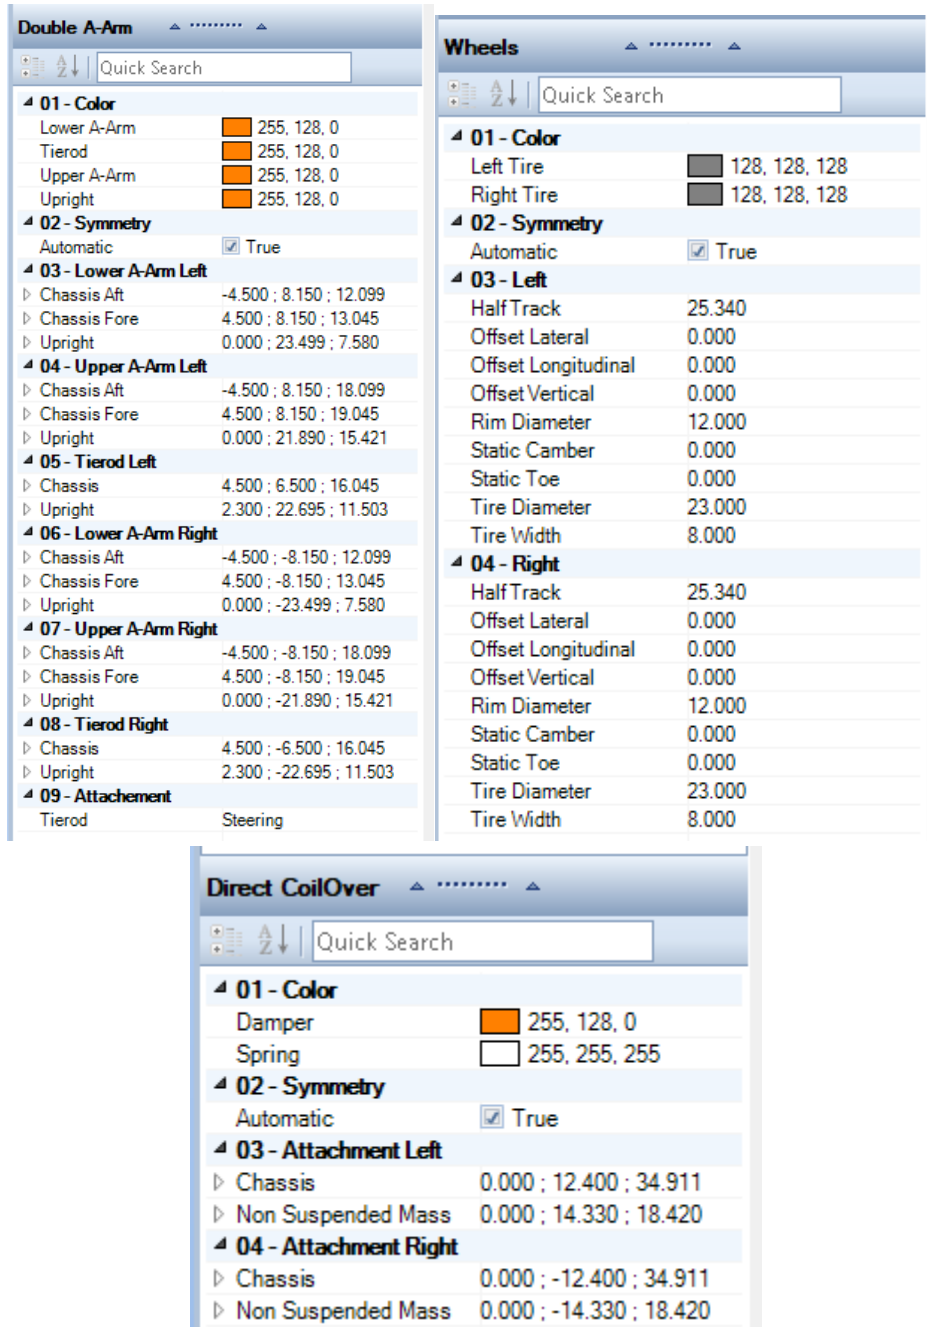 Double A-Arm
Quick Search
01 - Color
Lower A-Arm 255, 128, 0
Tierod 255, 128, 0
Upper A-Arm 255, 128, 0
Upright 255, 128, 0
02 - Symmetry
Automatic True
03 - Lower A-Arm Left
Chassis Aft -4.500 ; 8.150 ; 12.099
Chassis Fore 4.500 ; 8.150 ; 13.045
Upright 0.000 ; 23.499 ; 7.580
04 - Upper A-Arm Left
Chassis Aft -4.500 ; 8.150 ; 18.099
Chassis Fore 4.500 ; 8.150 ; 19.045
Upright 0.000 ; 21.890 ; 15.421
05 - Tierod Left
Chassis 4.500 ; 6.500 ; 16.045
Upright 2.300 ; 22.695 ; 11.503
06 - Lower A-Arm Right
Chassis Aft -4.500 ; -8.150 ; 12.099
Chassis Fore 4.500 ; -8.150 ; 13.045
Upright 0.000 ; -23.499 ; 7.580
07 - Upper A-Arm Right
Chassis Aft -4.500 ; -8.150 ; 18.099
Chassis Fore 4.500 ; -8.150 ; 19.045
Upright 0.000 ; -21.890 ; 15.421
08 - Tierod Right
Chassis 4.500 ; -6.500 ; 16.045
Upright 2.300 ; -22.695 ; 11.503
09 - Attachement
Tierod Steering
Wheels
Quick Search
01 - Color
Left Tire 128, 128, 128
Right Tire 128, 128, 128
02 - Symmetry
Automatic True
03 - Left
Half Track 25.340
Offset Lateral 0.000
Offset Longitudinal 0.000
Offset Vertical 0.000
Rim Diameter 12.000
Static Camber 0.000
Static Toe 0.000
Tire Diameter 23.000
Tire Width 8.000
04 - Right
Half Track 25.340
Offset Lateral 0.000
Offset Longitudinal 0.000
Offset Vertical 0.000
Rim Diameter 12.000
Static Camber 0.000
Static Toe 0.000
Tire Diameter 23.000
Tire Width 8.000
Direct CoilOver
Quick Search
01 - Color
Damper 255, 128, 0
Spring 255, 255, 255
02 - Symmetry
Automatic True
03 - Attachment Left
Chassis 0.000 ; 12.400 ; 34.911
Non Suspended Mass 0.000 ; 14.330 ; 18.420
04 - Attachment Right
Chassis 0.000 ; -12.400 ; 34.911
Non Suspended Mass 0.000 ; -14.330 ; 18.420